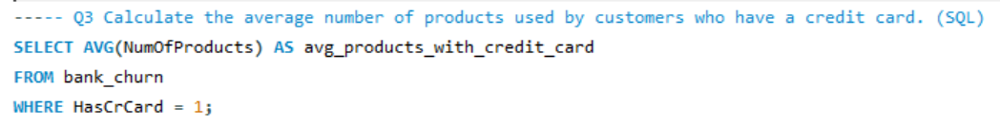 ----- Q3 Calculate the average number of products used by customers who have a credit card. (SQL)
SELECT AVG(NumOfProducts) AS avg_products_with_credit_card
FROM bank_churn
WHERE HasCrCard = 1;